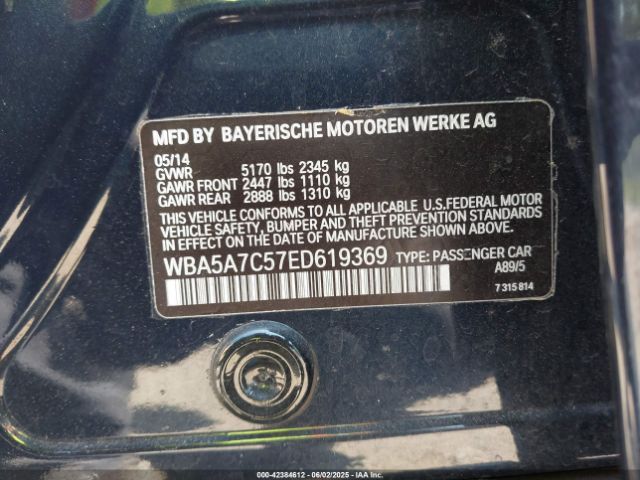 MFD BY BAYERISCHE MOTOREN WERKE AG
05/14
GVWR 5170 lbs 2345 kg
GAWR FRONT 2447 lbs 1110 kg
GAWR REAR 2888 lbs 1310 kg
THIS VEHICLE CONFORMS TO ALL APPLICABLE U.S.FEDERAL MOTOR
VEHICLE SAFETY, BUMPER AND THEFT PREVENTION
STANDARDS IN EFFECT ON THE DATE OF MANUFACTURE SHOWN ABOVE.
WBA5A7C57ED619369 TYPE: PASSENGER CAR
A89/5
7 315 814
000-42384612 06/02/2025 IAAI.com